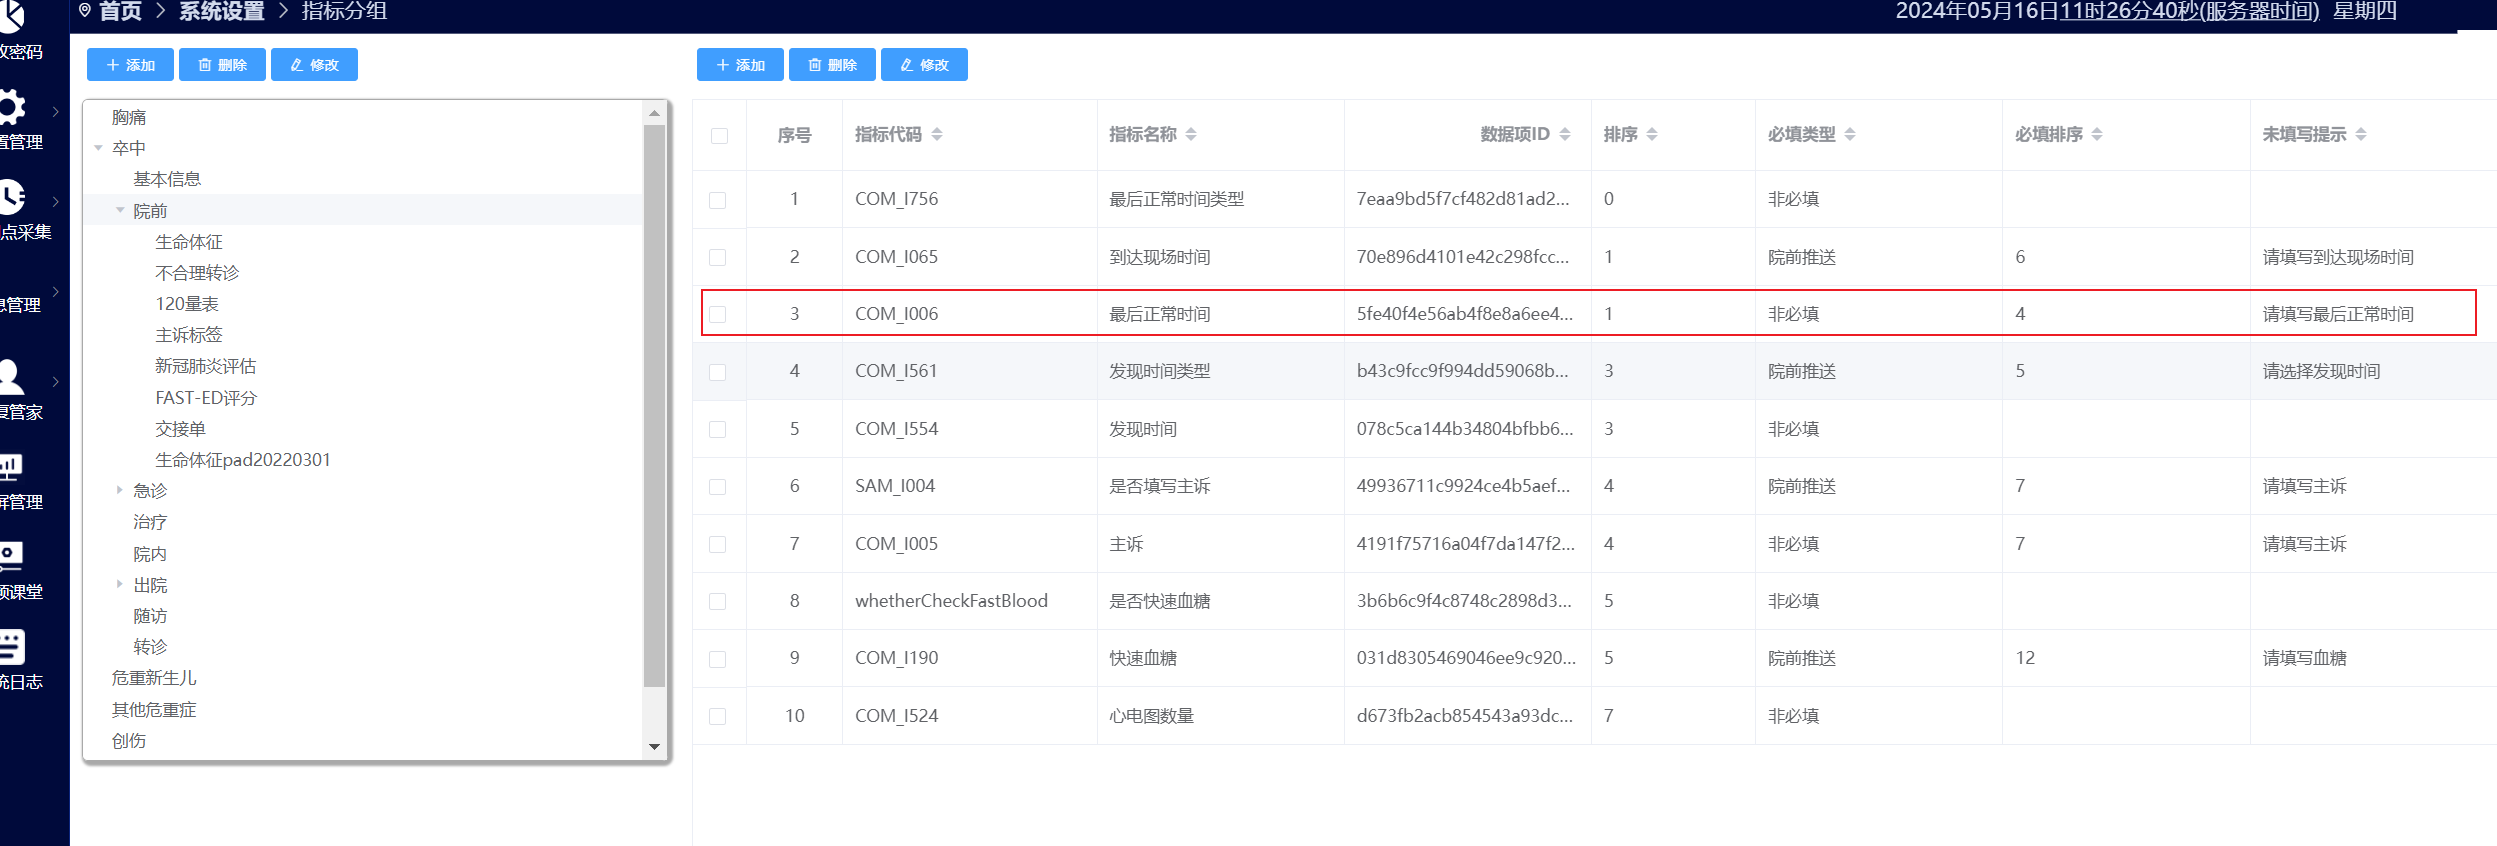 首页 > 系统设置 > 指标分组
2024年05月16日11时26分40秒(服务器时间) 星期四
改密码
置管理
点采集
息管理
复管家
屏管理
频课堂
统日志
添加 删除 修改
胸痛
卒中
基本信息
院前
生命体征
不合理转诊
120量表
主诉标签
新冠肺炎评估
FAST-ED评分
交接单
生命体征pad20220301
急诊
治疗
院内
出院
随访
转诊
危重新生儿
其他危重症
创伤
添加 删除 修改
序号 指标代码 指标名称 数据项ID 排序 必填类型 必填排序 未填写提示
1 COM_I756 最后正常时间类型 7eaa9bd5f7cf482d81ad2... 0 非必填
2 COM_I065 到达现场时间 70e896d4101e42c298fcc... 1 院前推送 6 请填写到达现场时间
3 COM_I006 最后正常时间 5fe40f4e56ab4f8e8a6ee4... 1 非必填 4 请填写最后正常时间
4 COM_I561 发现时间类型 b43c9fcc9f994dd59068b... 3 院前推送 5 请选择发现时间
5 COM_I554 发现时间 078c5ca144b34804bfbb6... 3 非必填
6 SAM_I004 是否填写主诉 49936711c9924ce4b5aef... 4 院前推送 7 请填写主诉
7 COM_I005 主诉 4191f75716a04f7da147f2... 4 非必填 7 请填写主诉
8 whetherCheckFastBlood 是否快速血糖 3b6b6c9f4c8748c2898d3... 5 非必填
9 COM_I190 快速血糖 031d8305469046ee9c920... 5 院前推送 12 请填写血糖
10 COM_I524 心电图数量 d673fb2acb854543a93dc... 7 非必填